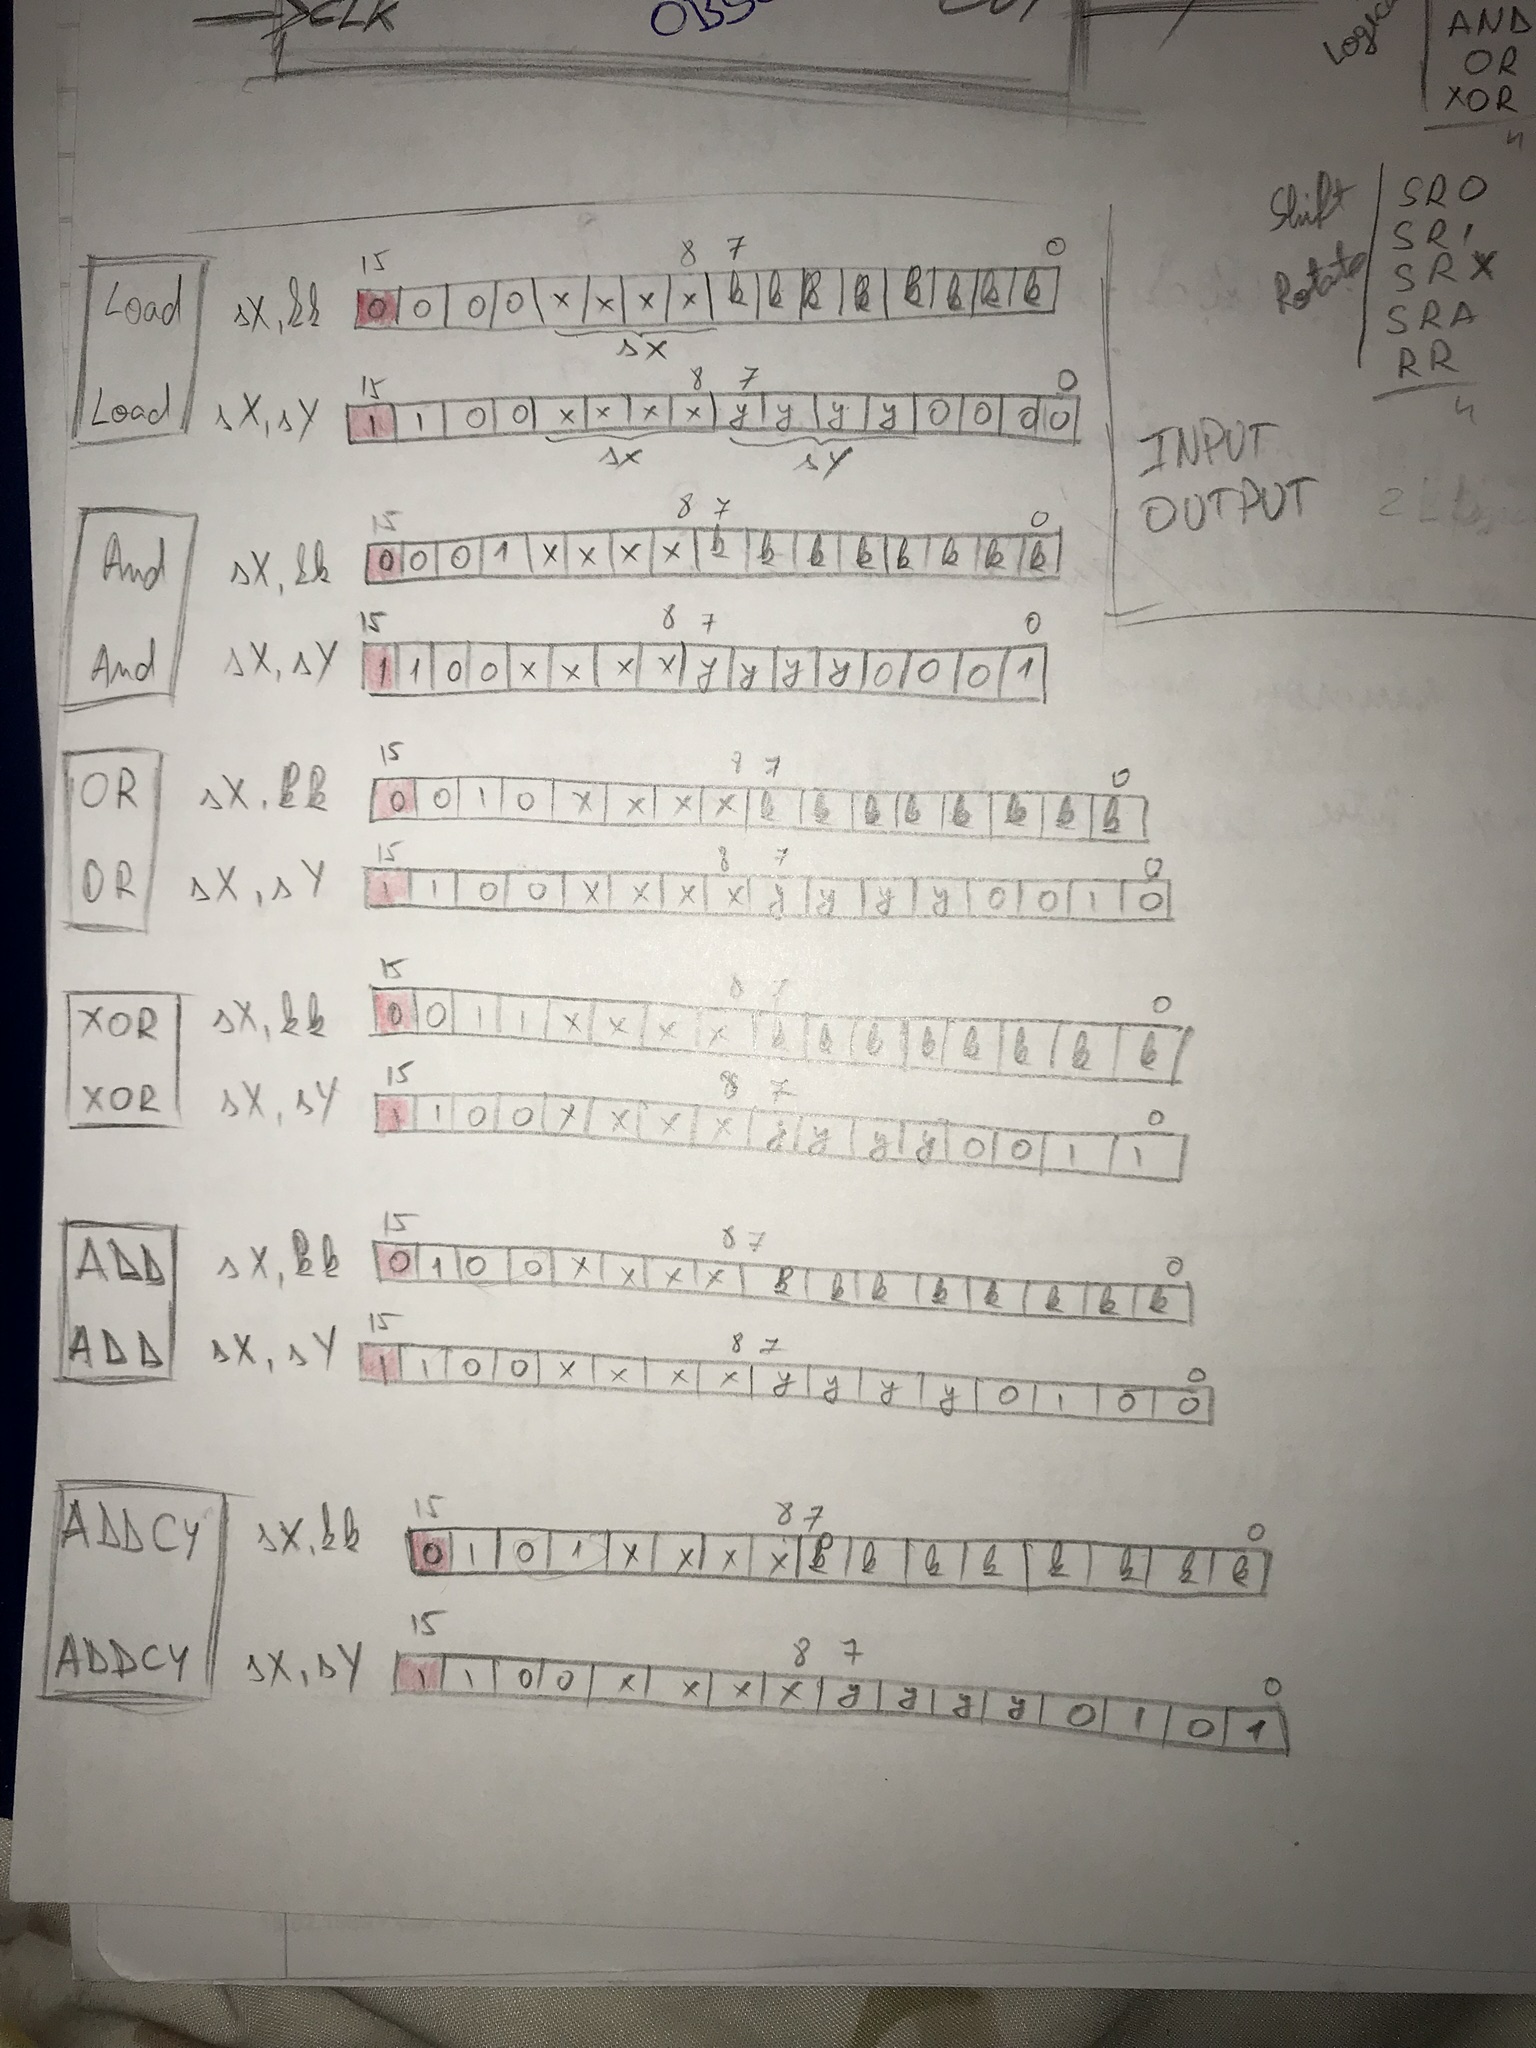 CLK
Logica
AND
OR
XOR
4
Shift
Rotate
SR0
SR1
SRX
SRA
RR
4
INPUT
OUTPUT
15 8 7 0
Load sX, kk 0 0 0 0 x x x x k k k k k k k k
sX
15 8 7 0
Load sX, sY 1 1 0 0 x x x x y y y y 0 0 0 0
sX sY
15 8 7 0
And sX, kk 0 0 0 1 x x x x k k k k k k k k
15 8 7 0
And sX, sY 1 1 0 0 x x x x y y y y 0 0 0 1
15 8 7 0
OR sX, kk 0 0 1 0 x x x x k k k k k k k k
15 8 7 0
OR sX, sY 1 1 0 0 x x x x y y y y 0 0 1 0
15 8 7 0
XOR sX, kk 0 0 1 1 x x x x k k k k k k k k
15 8 7 0
XOR sX, sY 1 1 0 0 x x x x y y y y 0 0 1 1
15 8 7 0
ADD sX, kk 0 1 0 0 x x x x k k k k k k k k
15 8 7 0
ADD sX, sY 1 1 0 0 x x x x y y y y 0 1 0 0
15 8 7 0
ADDCY sX, kk 0 1 0 1 x x x x k k k k k k k k
15 8 7 0
ADDCY sX, sY 1 1 0 0 x x x x y y y y 0 1 0 1